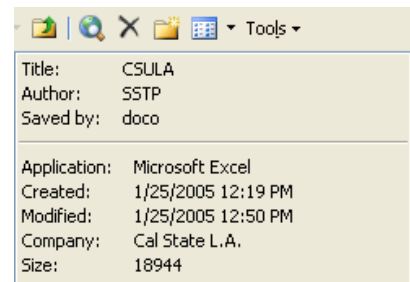 Tools
Title: CSULA
Author: SSTP
Saved by: doco
Application: Microsoft Excel
Created: 1/25/2005 12:19 PM
Modified: 1/25/2005 12:50 PM
Company: Cal State L.A.
Size: 18944